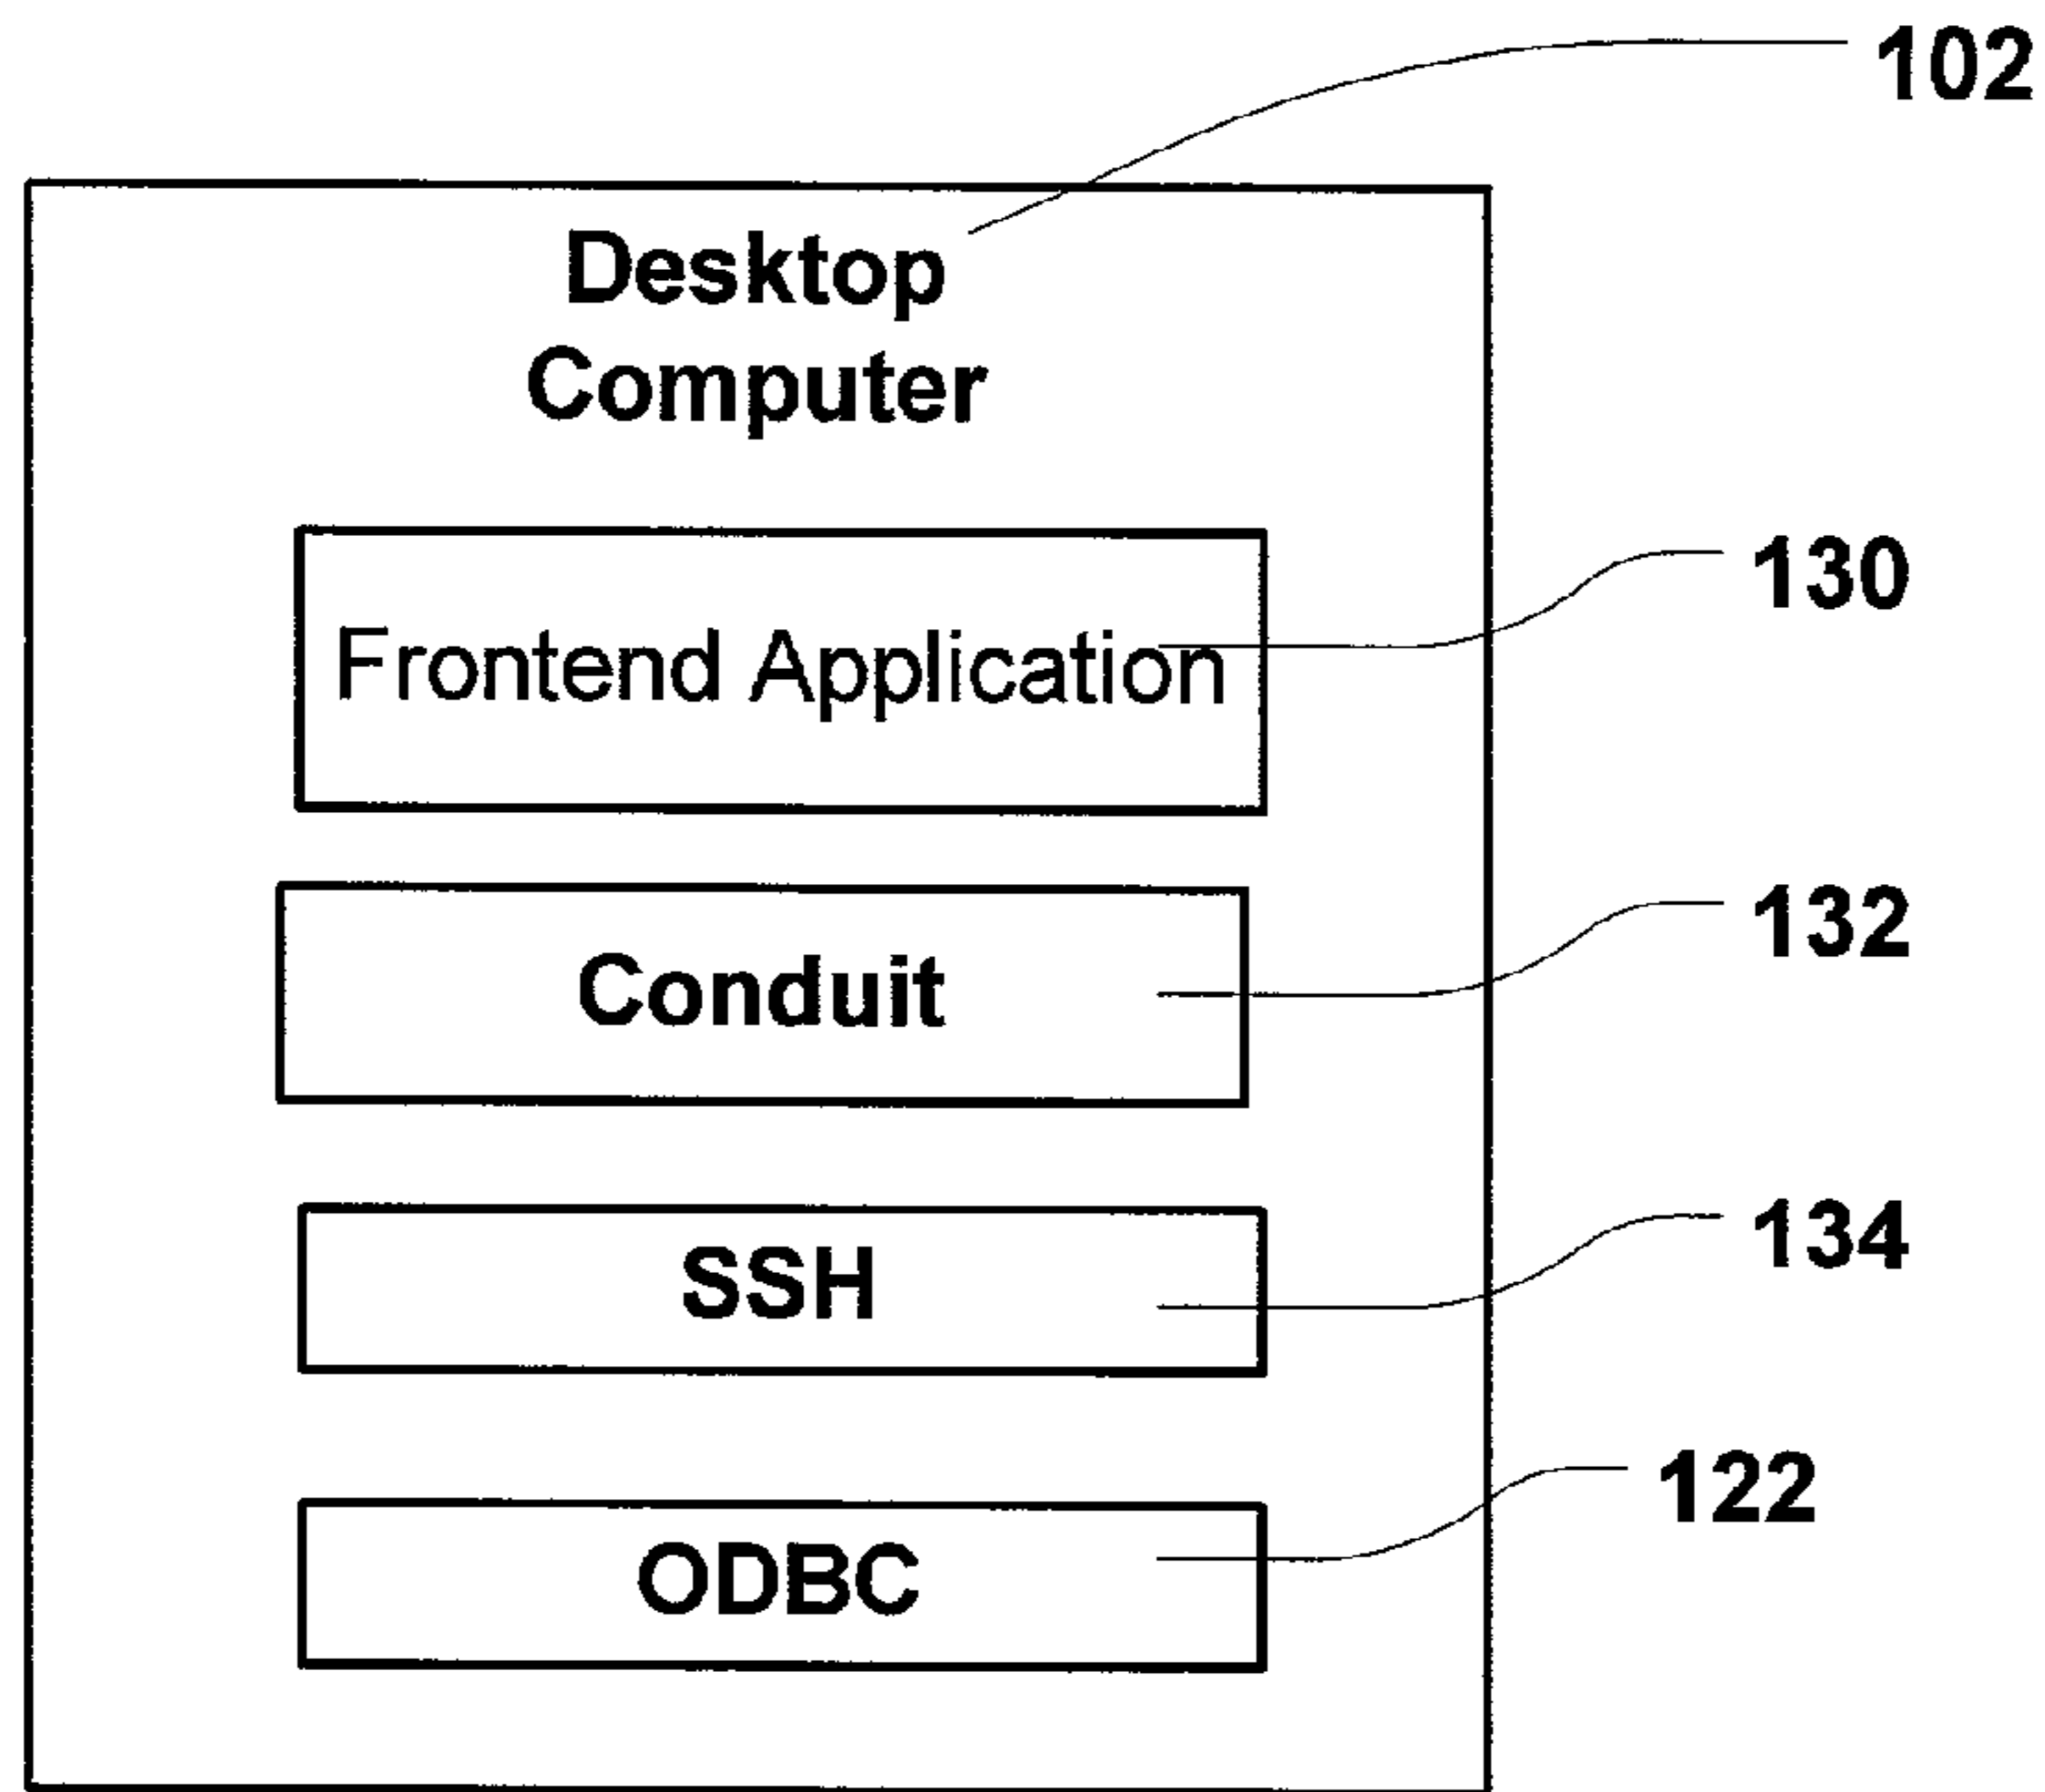 102
Desktop
Computer
130
Frontend Application
132
Conduit
134
SSH
122
ODBC